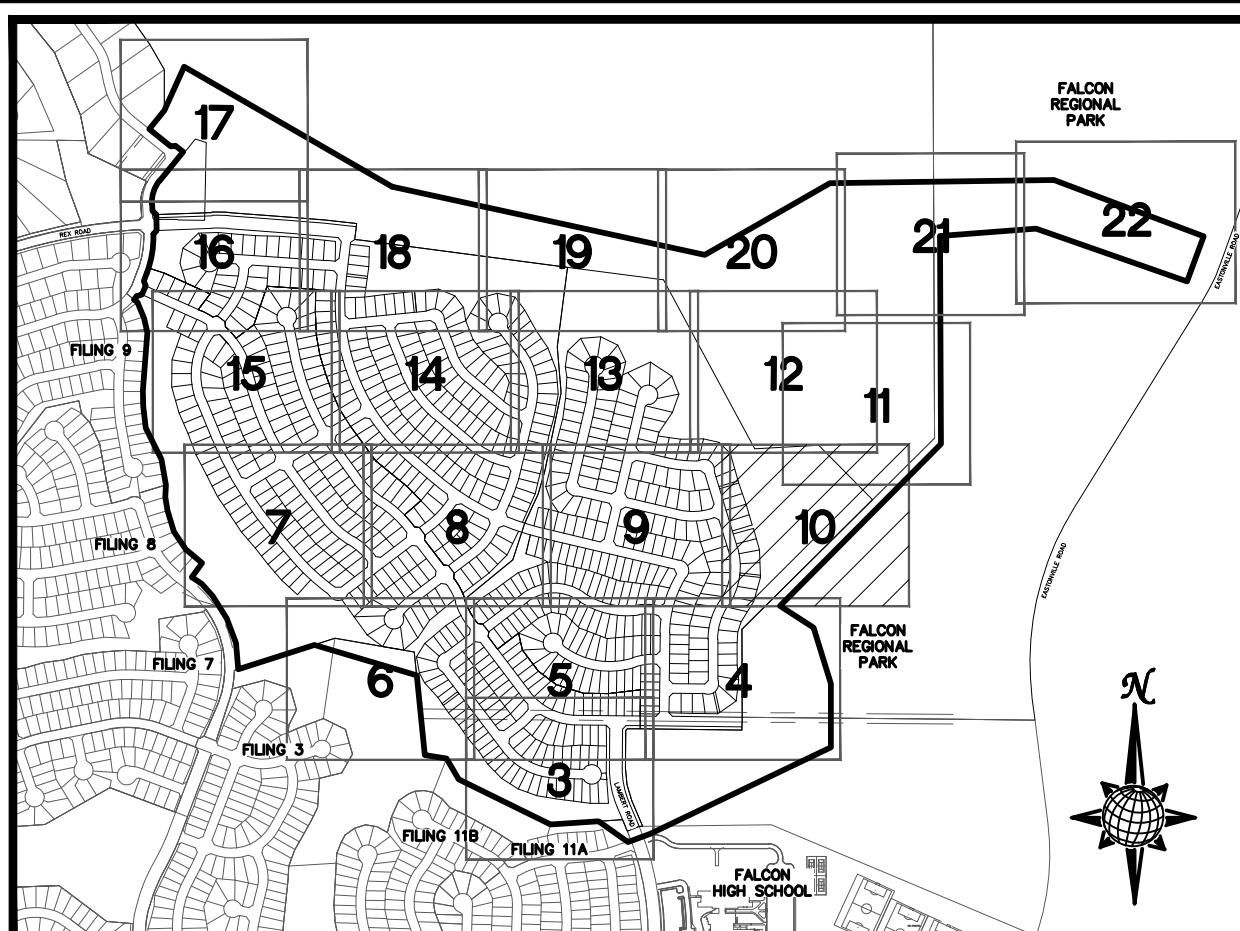 FALCON
REGIONAL
PARK
17
22
21
REX ROAD
16
18
19
20
EASTONVILLE ROAD
FILING 9
15
14
13
12
11
7
8
9
10
FILING 8
EASTONVILLE ROAD
FALCON
REGIONAL
PARK
FILING 7
6
5
4
N
FILING 3
3
LAMBERT ROAD
FILING 11B
FILING 11A
FALCON
HIGH SCHOOL